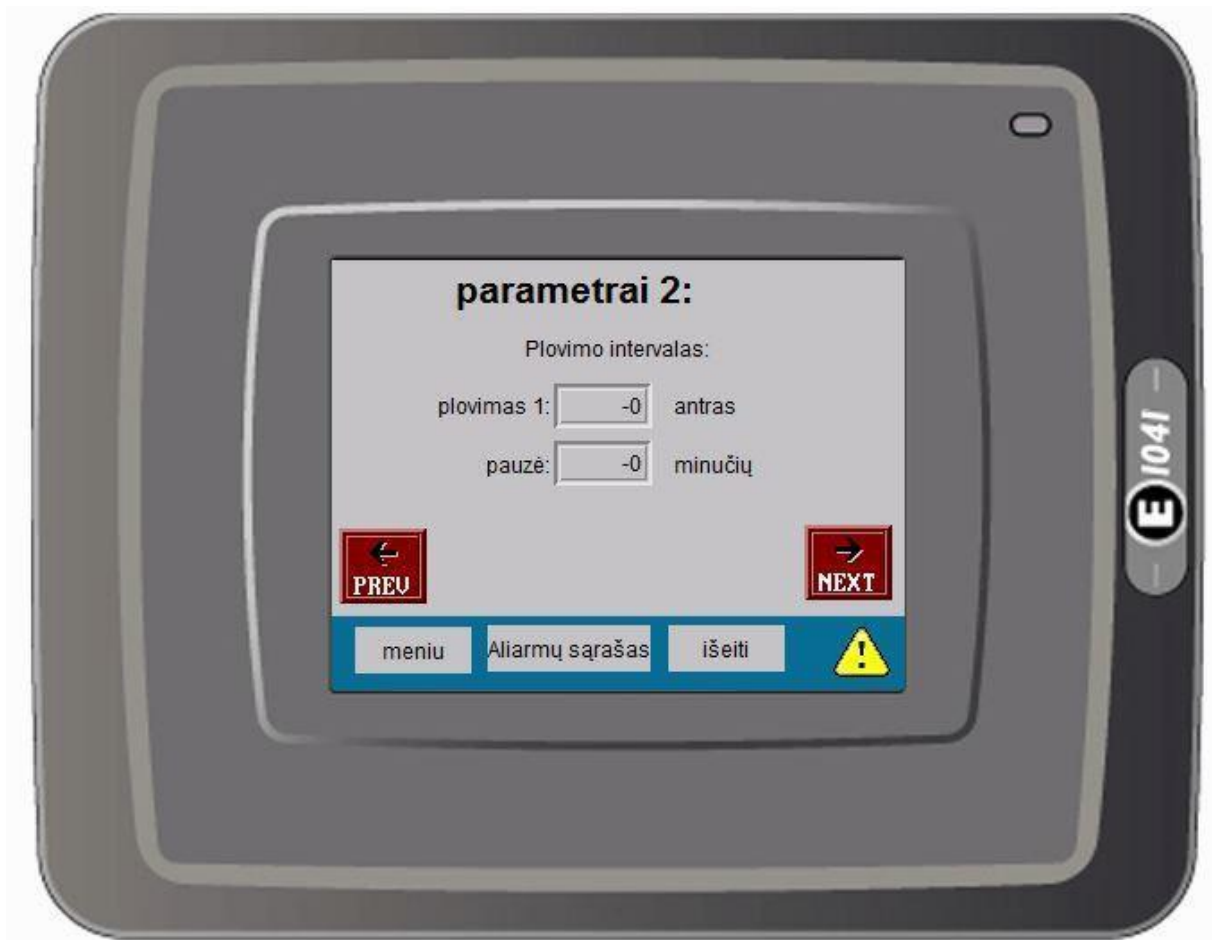 parametrai 2:
Plovimo intervalas:
plovimas 1: -0 antras
pauzė: -0 minučių
PREV
NEXT
meniu
Aliarmų sąrašas
išeiti
!
E1041